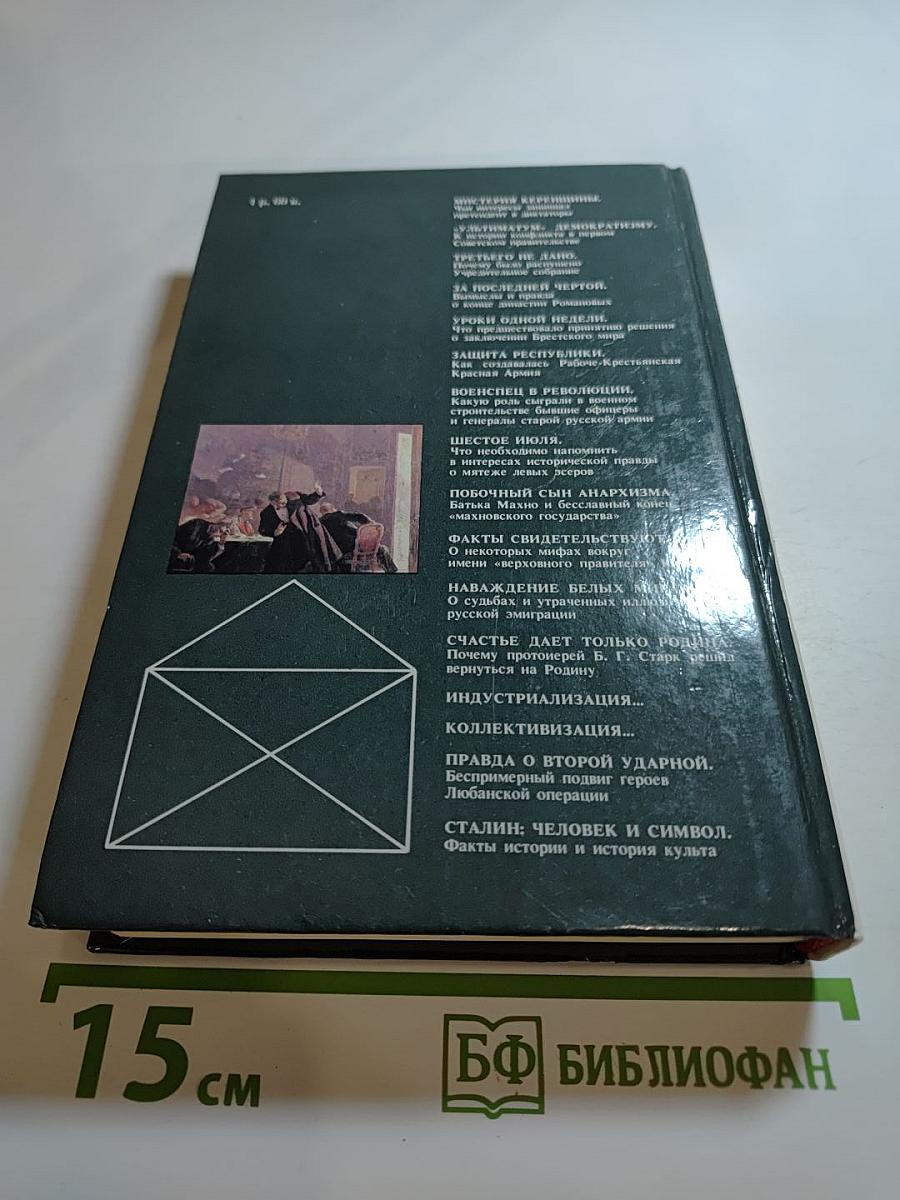 1 р. 60 к.
МИСТЕРИЯ КЕРЕНЩИНЫ.
Чьи интересы защищал
претендент в диктаторы
«УЛЬТИМАТУМ» ДЕМОКРАТИЗМУ.
К истории конфликта в первом
Советском правительстве
ТРЕТЬЕГО НЕ ДАНО.
Почему было распущено
Учредительное собрание
ЗА ПОСЛЕДНЕЙ ЧЕРТОЙ.
Вымыслы и правда
о конце династии Романовых
УРОКИ ОДНОЙ НЕДЕЛИ.
Что предшествовало принятию решения
о заключении Брестского мира
ЗАЩИТА РЕСПУБЛИКИ.
Как создавалась Рабоче-Крестьянская
Красная Армия
ВОЕНСПЕЦ В РЕВОЛЮЦИИ.
Какую роль сыграли в военном
строительстве бывшие офицеры
и генералы старой русской армии
ШЕСТОЕ ИЮЛЯ.
Что необходимо напомнить
в интересах исторической правды
о мятеже левых эсеров
ПОБОЧНЫЙ СЫН АНАРХИЗМА.
Батька Махно и бесславный конец
«махновского государства»
ФАКТЫ СВИДЕТЕЛЬСТВУЮТ
О некоторых мифах вокруг
имени «верховного правителя»
НАВАЖДЕНИЕ БЕЛЫХ
О судьбах и утраченных
русской эмиграции
СЧАСТЬЕ ДАЕТ ТОЛЬКО РОДИНА.
Почему протоиерей Б. Г. Старк решил
вернуться на Родину
ИНДУСТРИАЛИЗАЦИЯ...
КОЛЛЕКТИВИЗАЦИЯ...
ПРАВДА О ВТОРОЙ УДАРНОЙ.
Беспримерный подвиг героев
Любанской операции
СТАЛИН: ЧЕЛОВЕК И СИМВОЛ.
Факты истории и история культа
15 см
БФ БИБЛИОФАН